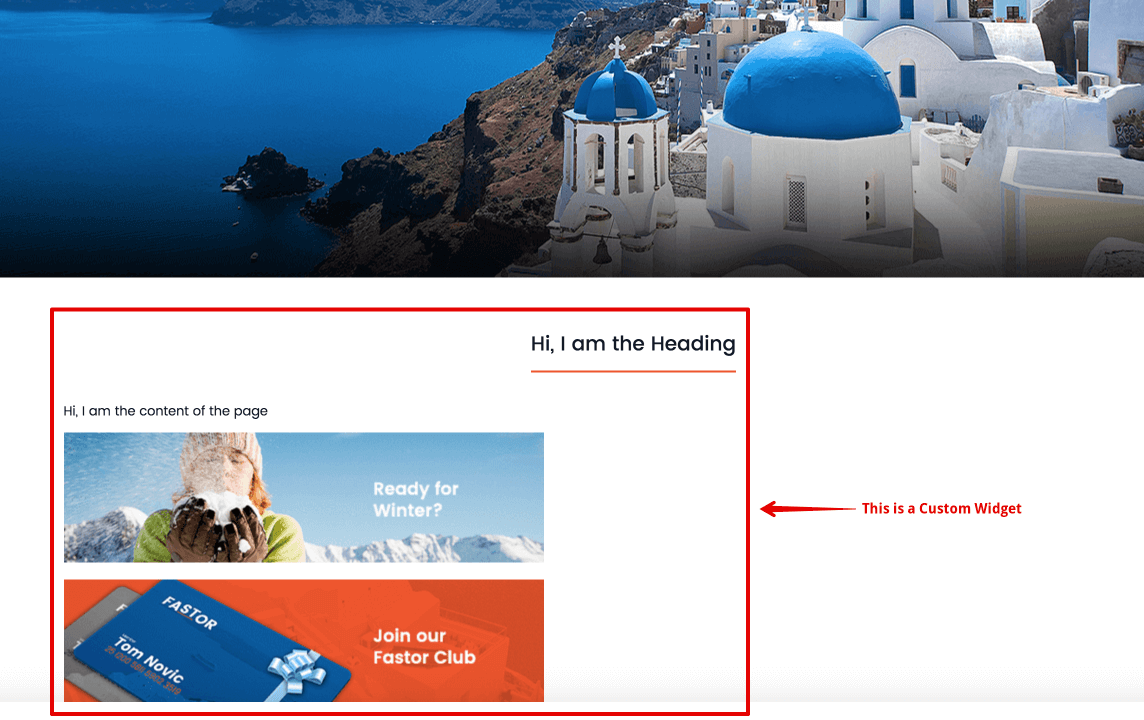 Hi, I am the Heading
Hi, I am the content of the page
Ready for
Winter?
This is a Custom Widget
FASTOR
Tom Novic
Join our
Fastor Club